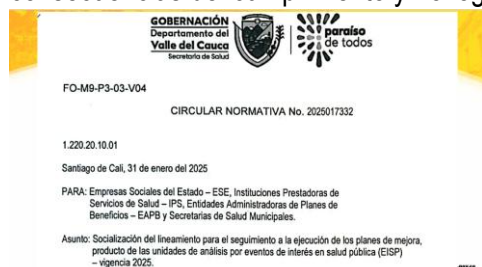 GOBERNACIÓN
Departamento del
Valle del Cauca
Secretaría de Salud
paraíso
de todos
FO-M9-P3-03-V04
CIRCULAR NORMATIVA No. 2025017332
1.220.20.10.01
Santiago de Cali, 31 de enero del 2025
PARA: Empresas Sociales del Estado – ESE, Instituciones Prestadoras de
Servicios de Salud – IPS, Entidades Administradoras de Planes de
Beneficios – EAPB y Secretarias de Salud Municipales.
Asunto: Socialización del lineamiento para el seguimiento a la ejecución de los planes de mejora,
producto de las unidades de análisis por eventos de interés en salud pública (EISP)
– vigencia 2025.